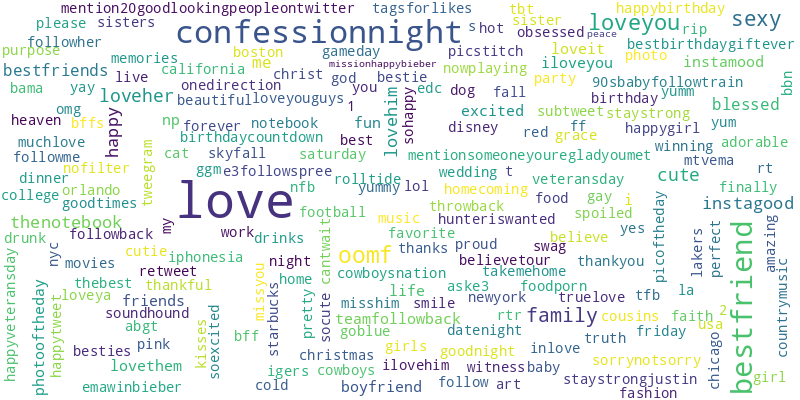 mention20goodlookingpeopleontwitter
tagsforlikes
tbt
happybirthday
please
sisters
confessionnight
s
hot
sister
obsessed
peace
loveyou
rip
sexy
followher
purpose
memories
boston
me
gameday
missionhappybieber
picstitch
loveit
photo
bestbirthdaygiftever
bestfriends
live
california
christ
god
bestie
nowplaying
iloveyou
instamood
bama
yay
loveher
onedirection
beautiful
loveyouguys
you
1
edc
dog
fall
party
birthday
90sbabyfollowtrain
yumm
blessed
bbn
omg
heaven
bffs
happy
np
forever
notebook
fun
lovehim
sohappy
excited
subtweet
staystrong
muchlove
birthdaycountdown
best
disney
red
ff
grace
happygirl
yum
winning
adorable
followme
nofilter
tweegram
cat
skyfall
saturday
mentionsomeoneyouregladyoumet
mtvema
rt
dinner
orlando
ggm
e3followspree
rolltide
yummy
lol
wedding
t
veteransday
cute
finally
college
goodtimes
love
nfb
homecoming
food
gay
i
spoiled
picoftheday
instagood
thenotebook
my
football
throwback
hunteriswanted
drunk
followback
work
drinks
cantwait
music
favorite
believe
yes
lakers
perfect
amazing
happyveteransday
nyc
cutie
iphonesia
oomf
thanks
proud
swag
thankyou
bestfriend
movies
retweet
night
missyou
believetour
photooftheday
happytweet
thebest
thankful
home
cowboysnation
takemehome
la
countrymusic
loveya
friends
starbucks
pretty
socute
misshim
life
smile
aske3
foodporn
newyork
truelove
tfb
soundhound
abgt
kisses
soexcited
teamfollowback
rtr
family
cousins
faith
2
usa
besties
pink
bff
goblue
datenight
truth
friday
chicago
lovethem
christmas
girls
goodnight
inlove
sorrynotsorry
emawinbieber
igers
cowboys
ilovehim
witness
baby
staystrongjustin
girl
cold
boyfriend
follow
art
fashion